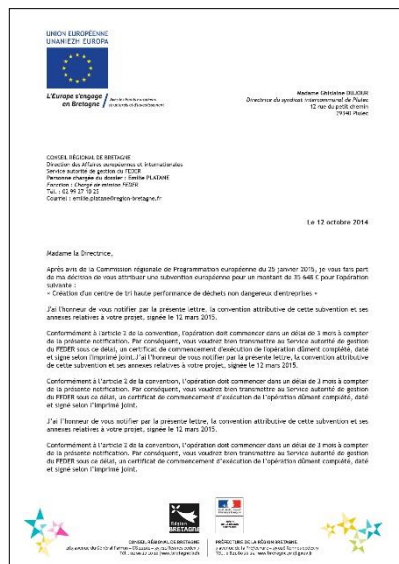 UNION EUROPÉENNE
UNANIEZH EUROPA
L'Europe s'engage
en Bretagne
Madame Ghislaine DUJOUR
Directrice du syndicat intercommunal de
12 rue du petit chemin
CONSEIL RÉGIONAL DE BRETAGNE
Direction des Affaires européennes et internationales
Service autorité de gestion du FEDER
Personne chargée du dossier : Emilie PLATANE
Fonction : Chargé de mission FEDER
Tél. : 02 99 27 10 22
Courriel : emilie.platane@region-bretagne.fr
Le 12 octobre 2014
Madame la Directrice,
Après avis de la Commission régionale de Programmation européenne du 25 janvier 2015, je vous fais part
de ma décision de vous attribuer une subvention européenne pour un montant de 35 648 € pour l'opération
suivante :
« Création d'un centre de tri haute performance de déchets non dangereux d'entreprises »
J'ai l'honneur de vous notifier par la présente lettre, la convention attributive de cette subvention et ses
annexes relatives à votre projet, signée le 12 mars 2015.
Conformément à l'article 2 de la convention, l'opération doit commencer dans un délai de 3 mois à compter
de la présente notification. Par conséquent, vous voudrez bien transmettre au Service autorité de gestion
du FEDER sous ce délai, un certificat de commencement d'exécution de l'opération dûment complété, daté
et signé selon l'imprimé joint.J'ai l'honneur de vous notifier par la présente lettre, la convention attributive
de cette subvention et ses annexes relatives à votre projet, signée le 12 mars 2015.
Conformément à l'article 2 de la convention, l'opération doit commencer dans un délai de 3 mois à compter
de la présente notification. Par conséquent, vous voudrez bien transmettre au Service autorité de gestion
du FEDER sous ce délai, un certificat de commencement d'exécution de l'opération dûment complété, daté
et signé selon l'imprimé joint.
J'ai l'honneur de vous notifier par la présente lettre, la convention attributive de cette subvention et ses
annexes relatives à votre projet, signée le 12 mars 2015.
Conformément à l'article 2 de la convention, l'opération doit commencer dans un délai de 3 mois à compter
de la présente notification. Par conséquent, vous voudrez bien transmettre au Service autorité de gestion
du FEDER sous ce délai, un certificat de commencement d'exécution de l'opération dûment complété, daté
et signé selon l'imprimé joint.
Région
BRETAGNE
CONSEIL RÉGIONAL DE BRETAGNE
PRÉFECTURE DE LA RÉGION BRETAGNE